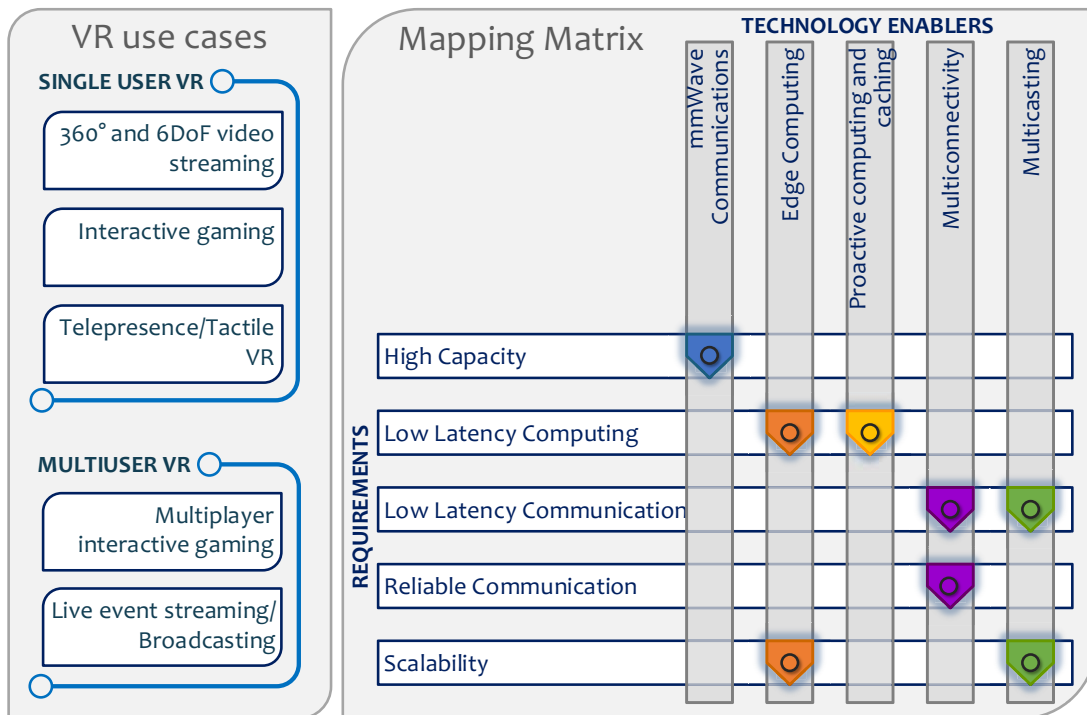 VR use cases
SINGLE USER VR
360° and 6DoF video
streaming
Interactive gaming
Telepresence/Tactile
VR
MULTIUSER VR
Multiplayer
interactive gaming
Live event streaming/
Broadcasting
Mapping Matrix
TECHNOLOGY ENABLERS
mmWave
Communications
Edge Computing
Proactive computing and
caching
Multiconnectivity
Multicasting
REQUIREMENTS
High Capacity
Low Latency Computing
Low Latency Communication
Reliable Communication
Scalability